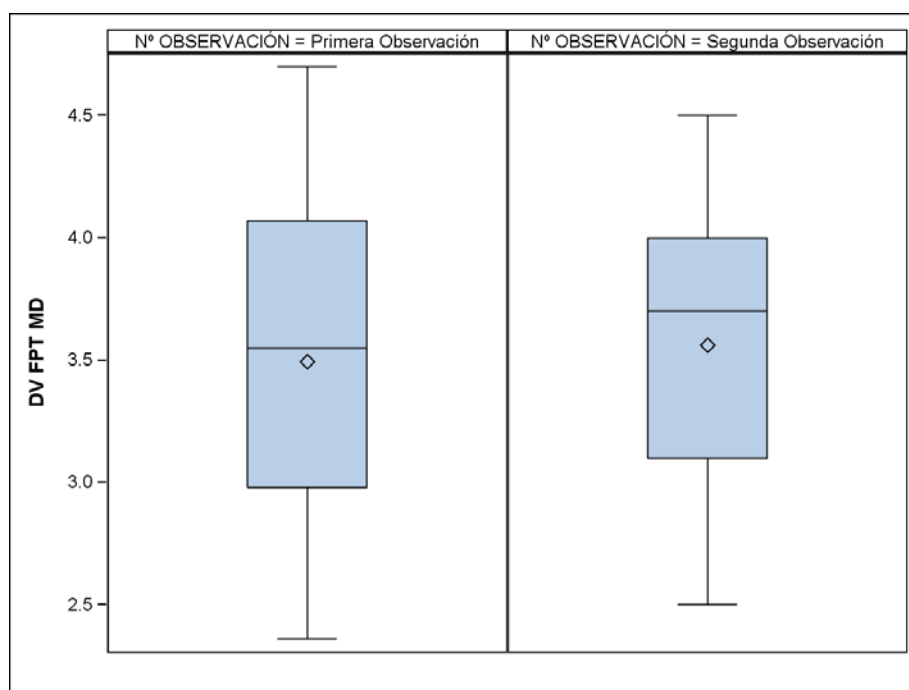 Nº OBSERVACIÓN = Primera Observación
Nº OBSERVACIÓN = Segunda Observación
DV FPT MD
4.5
4.0
3.5
3.0
2.5